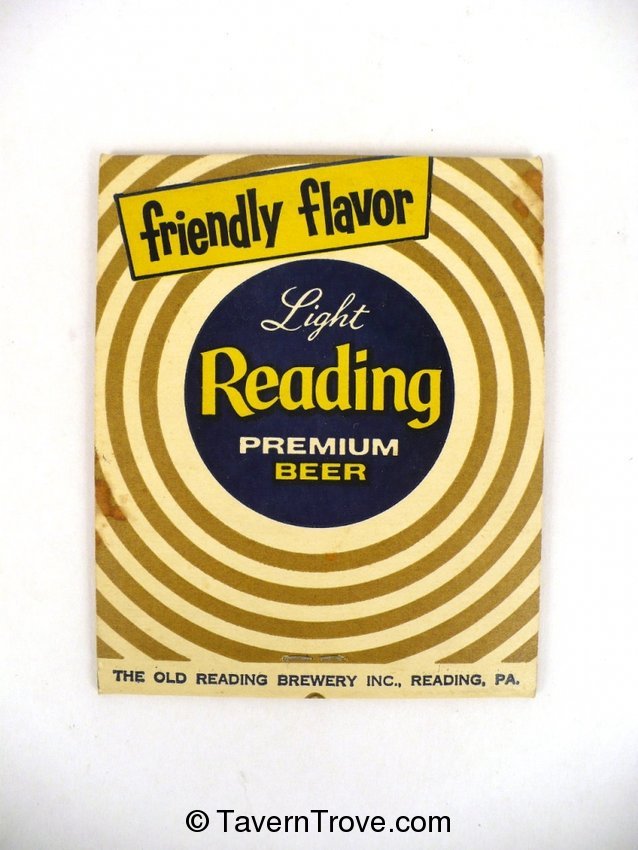 friendly flavor
Light
Reading
PREMIUM
BEER
THE OLD READING BREWERY INC., READING, PA.
© TavernTrove.com